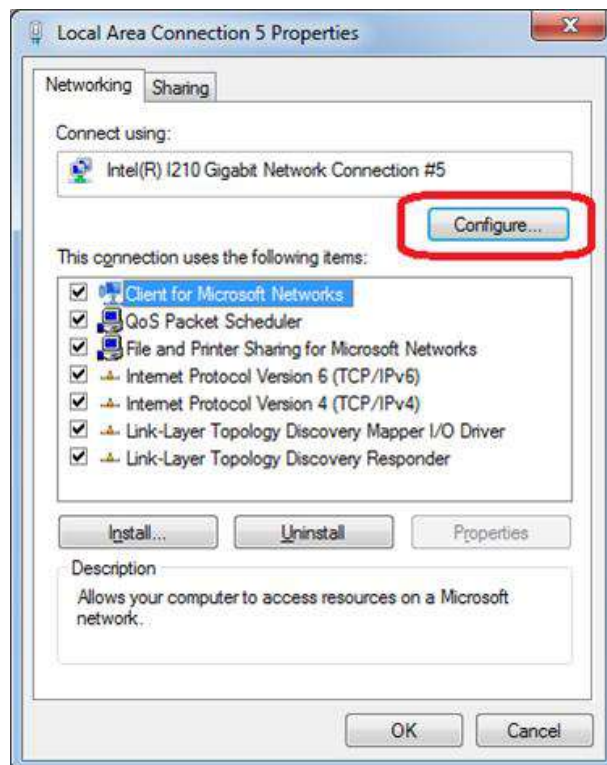 Local Area Connection 5 Properties
Networking
Sharing
Connect using:
Intel(R) I210 Gigabit Network Connection #5
Configure...
This connection uses the following items:
Client for Microsoft Networks
QoS Packet Scheduler
File and Printer Sharing for Microsoft Networks
Internet Protocol Version 6 (TCP/IPv6)
Internet Protocol Version 4 (TCP/IPv4)
Link-Layer Topology Discovery Mapper I/O Driver
Link-Layer Topology Discovery Responder
Install...
Uninstall
Properties
Description
Allows your computer to access resources on a Microsoft
network.
OK
Cancel